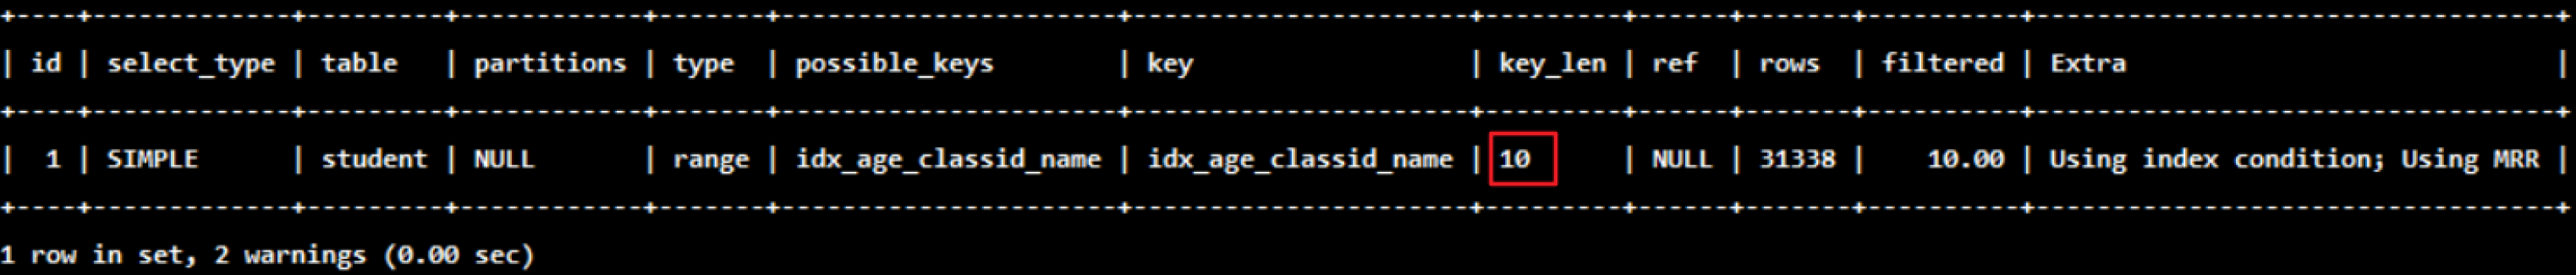 +----+-------------+---------+------------+-------+------------------------+------------------------+---------+------+-------+----------+----------------------------------+
| id | select_type | table   | partitions | type  | possible_keys          | key                    | key_len | ref  | rows  | filtered | Extra                            |
+----+-------------+---------+------------+-------+------------------------+------------------------+---------+------+-------+----------+----------------------------------+
|  1 | SIMPLE      | student | NULL       | range | idx_age_classid_name | idx_age_classid_name | 10      | NULL | 31338 |    10.00 | Using index condition; Using MRR |
+----+-------------+---------+------------+-------+------------------------+------------------------+---------+------+-------+----------+----------------------------------+
1 row in set, 2 warnings (0.00 sec)